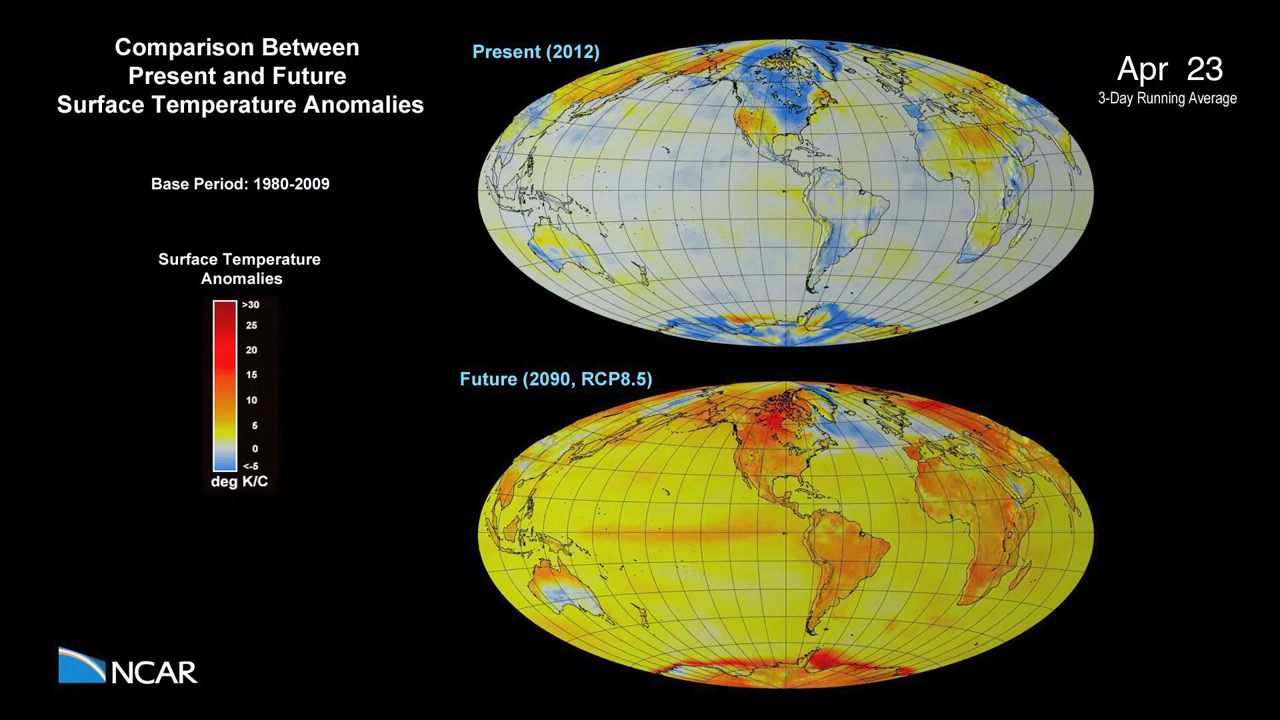 Comparison Between
Present and Future
Surface Temperature Anomalies
Base Period: 1980-2009
Surface Temperature
Anomalies
>30
25
20
15
10
5
0
<-5
deg K/C
NCAR
Present (2012)
Future (2090, RCP8.5)
Apr 23
3-Day Running Average